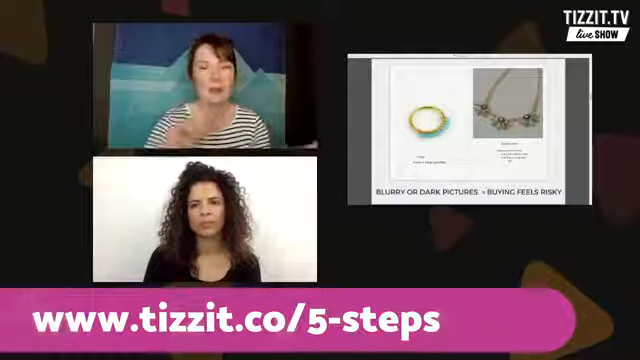 TIZZIT.TV
live SHOW
BLURRY OR DARK PICTURES = BUYING FEELS RISKY
www.tizzit.co/5-steps